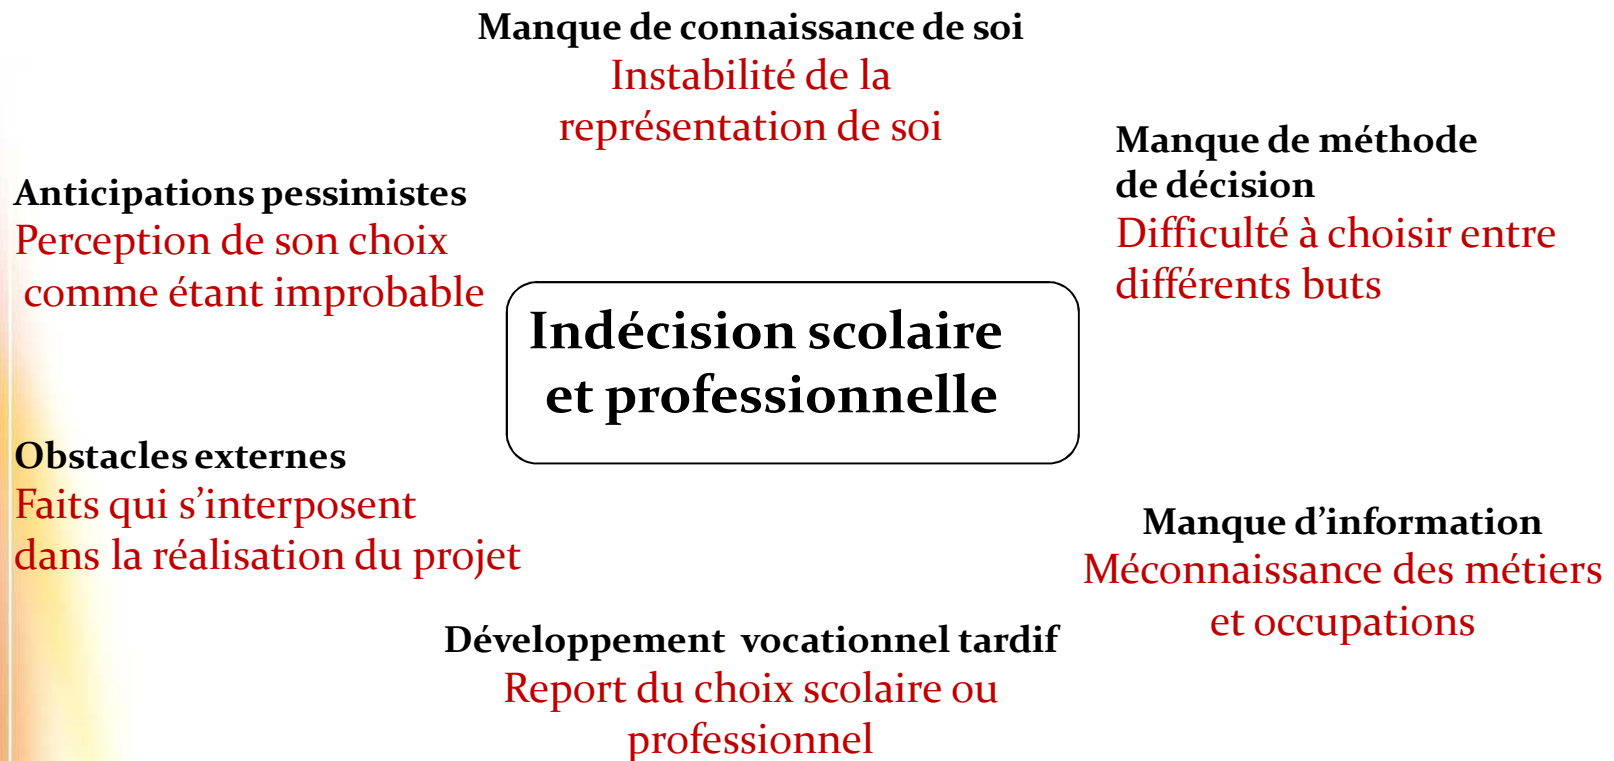 Manque de connaissance de soi
Instabilité de la
représentation de soi
Manque de méthode
de décision
Difficulté à choisir entre
différents buts
Anticipations pessimistes
Perception de son choix
comme étant improbable
Indécision scolaire
et professionnelle
Obstacles externes
Faits qui s’interposent
dans la réalisation du projet
Manque d’information
Méconnaissance des métiers
et occupations
Développement vocationnel tardif
Report du choix scolaire ou
professionnel